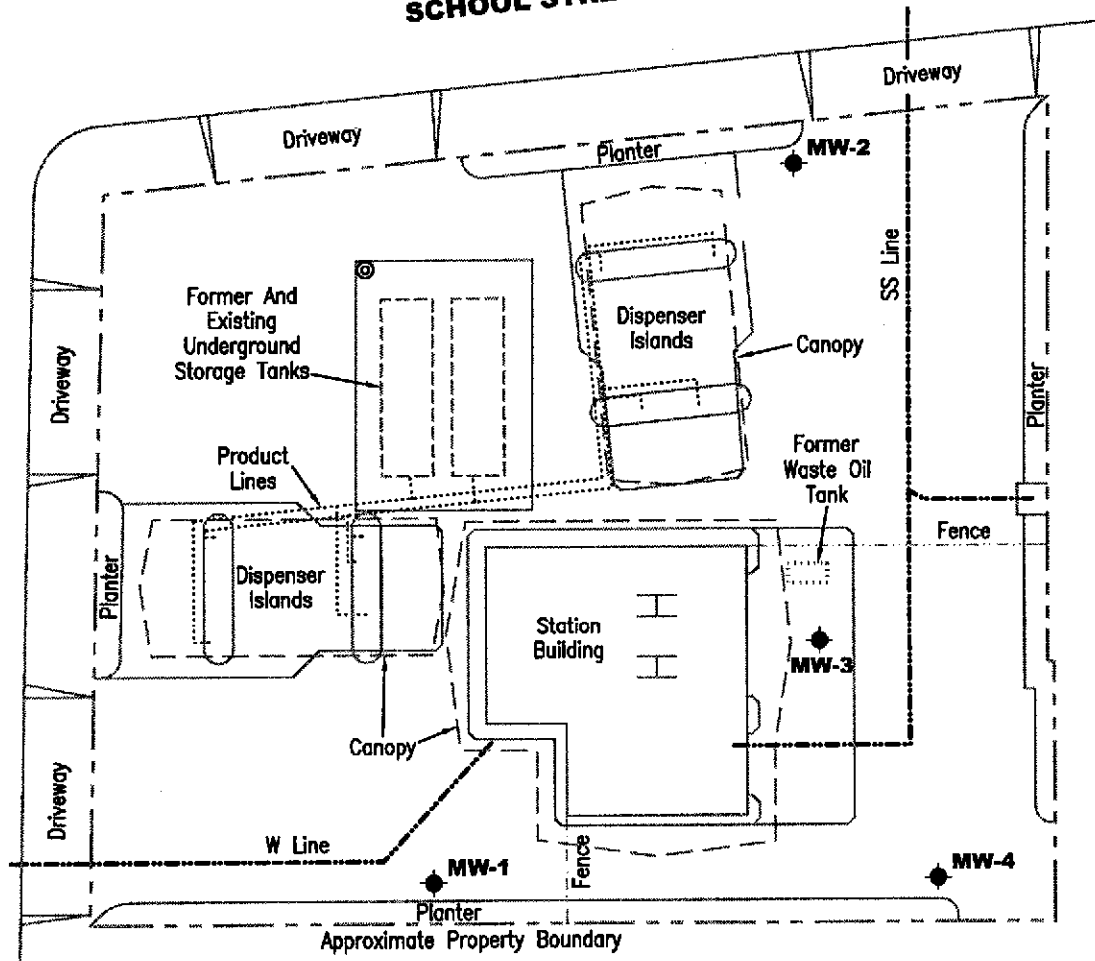 SCHOOL
Driveway
Driveway
Planter
MW-2
SS Line
Former And
Existing
Underground
Storage Tanks
Dispenser
Islands
Canopy
Driveway
Planter
Product
Lines
Former
Waste Oil
Tank
Fence
Planter
Dispenser
Islands
Station
Building
MW-3
Canopy
Driveway
W Line
MW-1
Fence
MW-4
Planter
Approximate Property Boundary